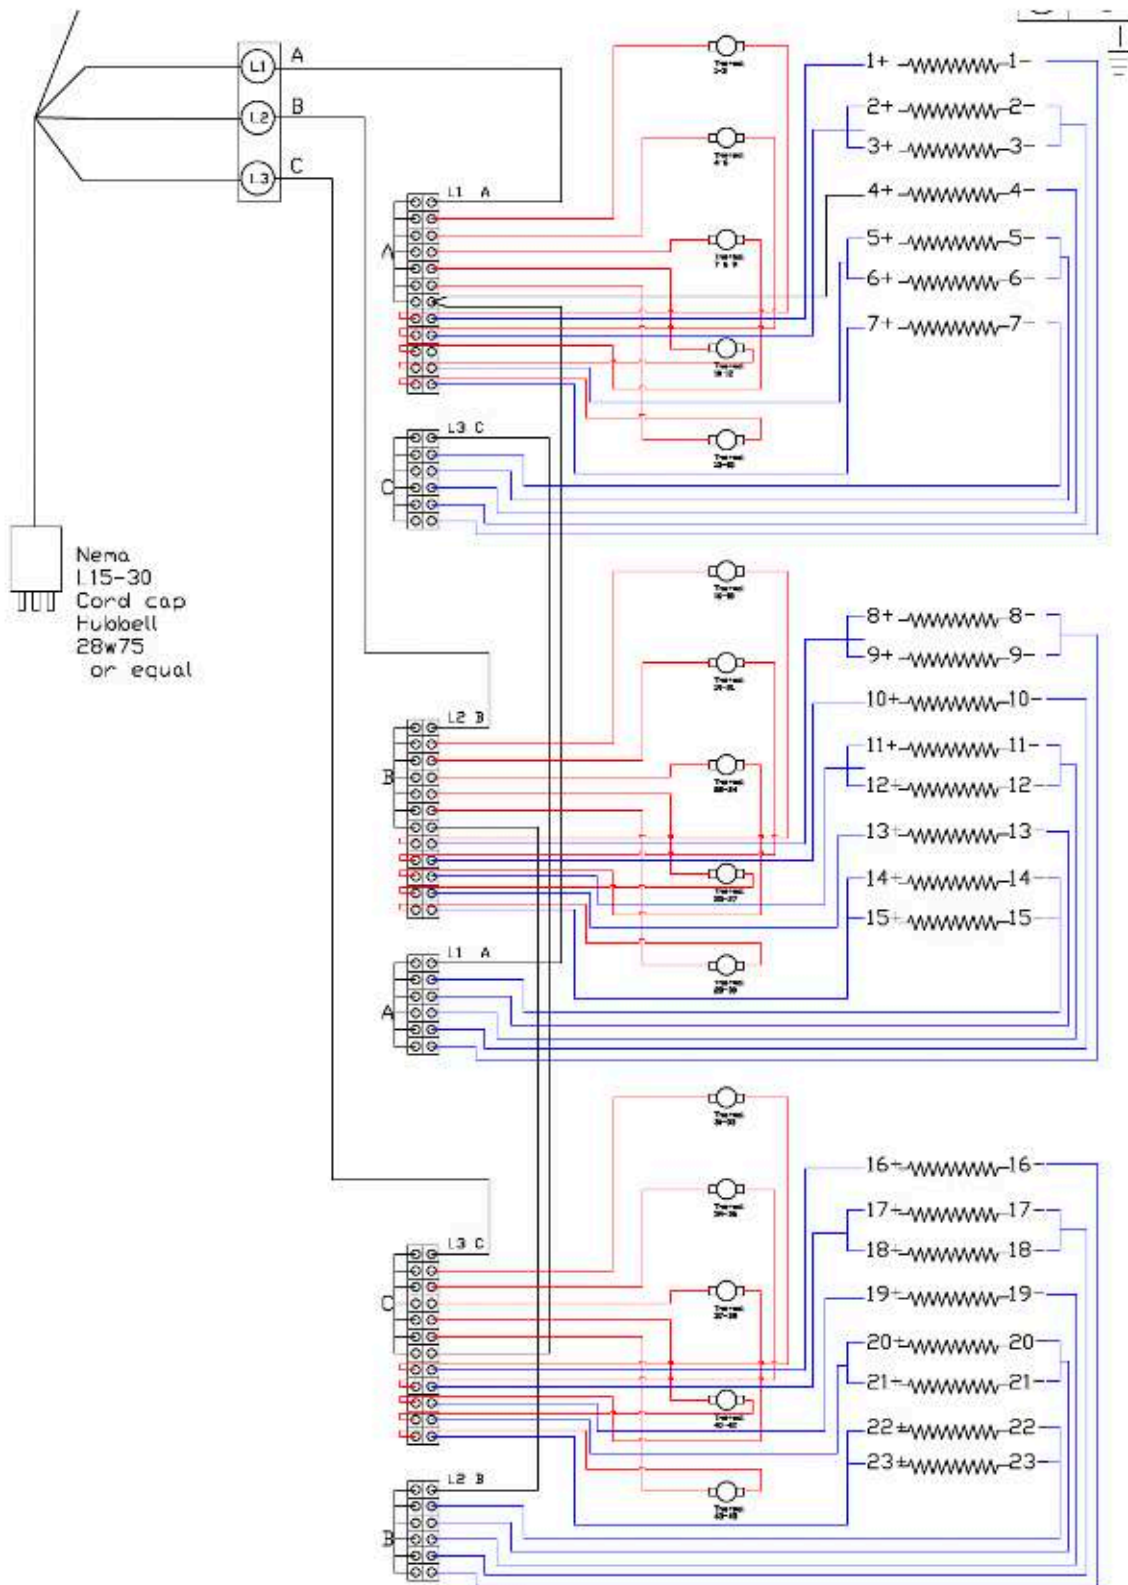 L1 A
L2 B
L3 C
Nema
L15-30
Cord cap
Hubbell
28w75
or equal
L1 A
A
L3 C
C
1+ 1-
2+ 2-
3+ 3-
4+ 4-
5+ 5-
6+ 6-
7+ 7-
L2 B
B
L1 A
A
8+ 8-
9+ 9-
10+ 10-
11+ 11-
12+ 12-
13+ 13-
14+ 14-
15+ 15-
L3 C
C
L2 B
B
16+ 16-
17+ 17-
18+ 18-
19+ 19-
20+ 20-
21+ 21-
22+ 22-
23+ 23-